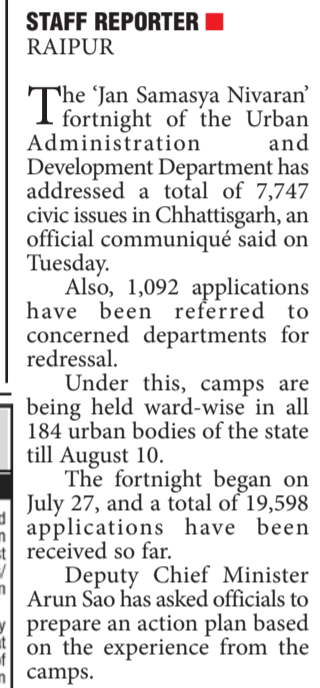 STAFF REPORTER
RAIPUR
The ‘Jan Samasya Nivaran’
fortnight of the Urban
Administration and
Development Department has
addressed a total of 7,747
civic issues in Chhattisgarh, an
official communiqué said on
Tuesday.
Also, 1,092 applications
have been referred to
concerned departments for
redressal.
Under this, camps are
being held ward-wise in all
184 urban bodies of the state
till August 10.
The fortnight began on
July 27, and a total of 19,598
applications have been
received so far.
Deputy Chief Minister
Arun Sao has asked officials to
prepare an action plan based
on the experience from the
camps.